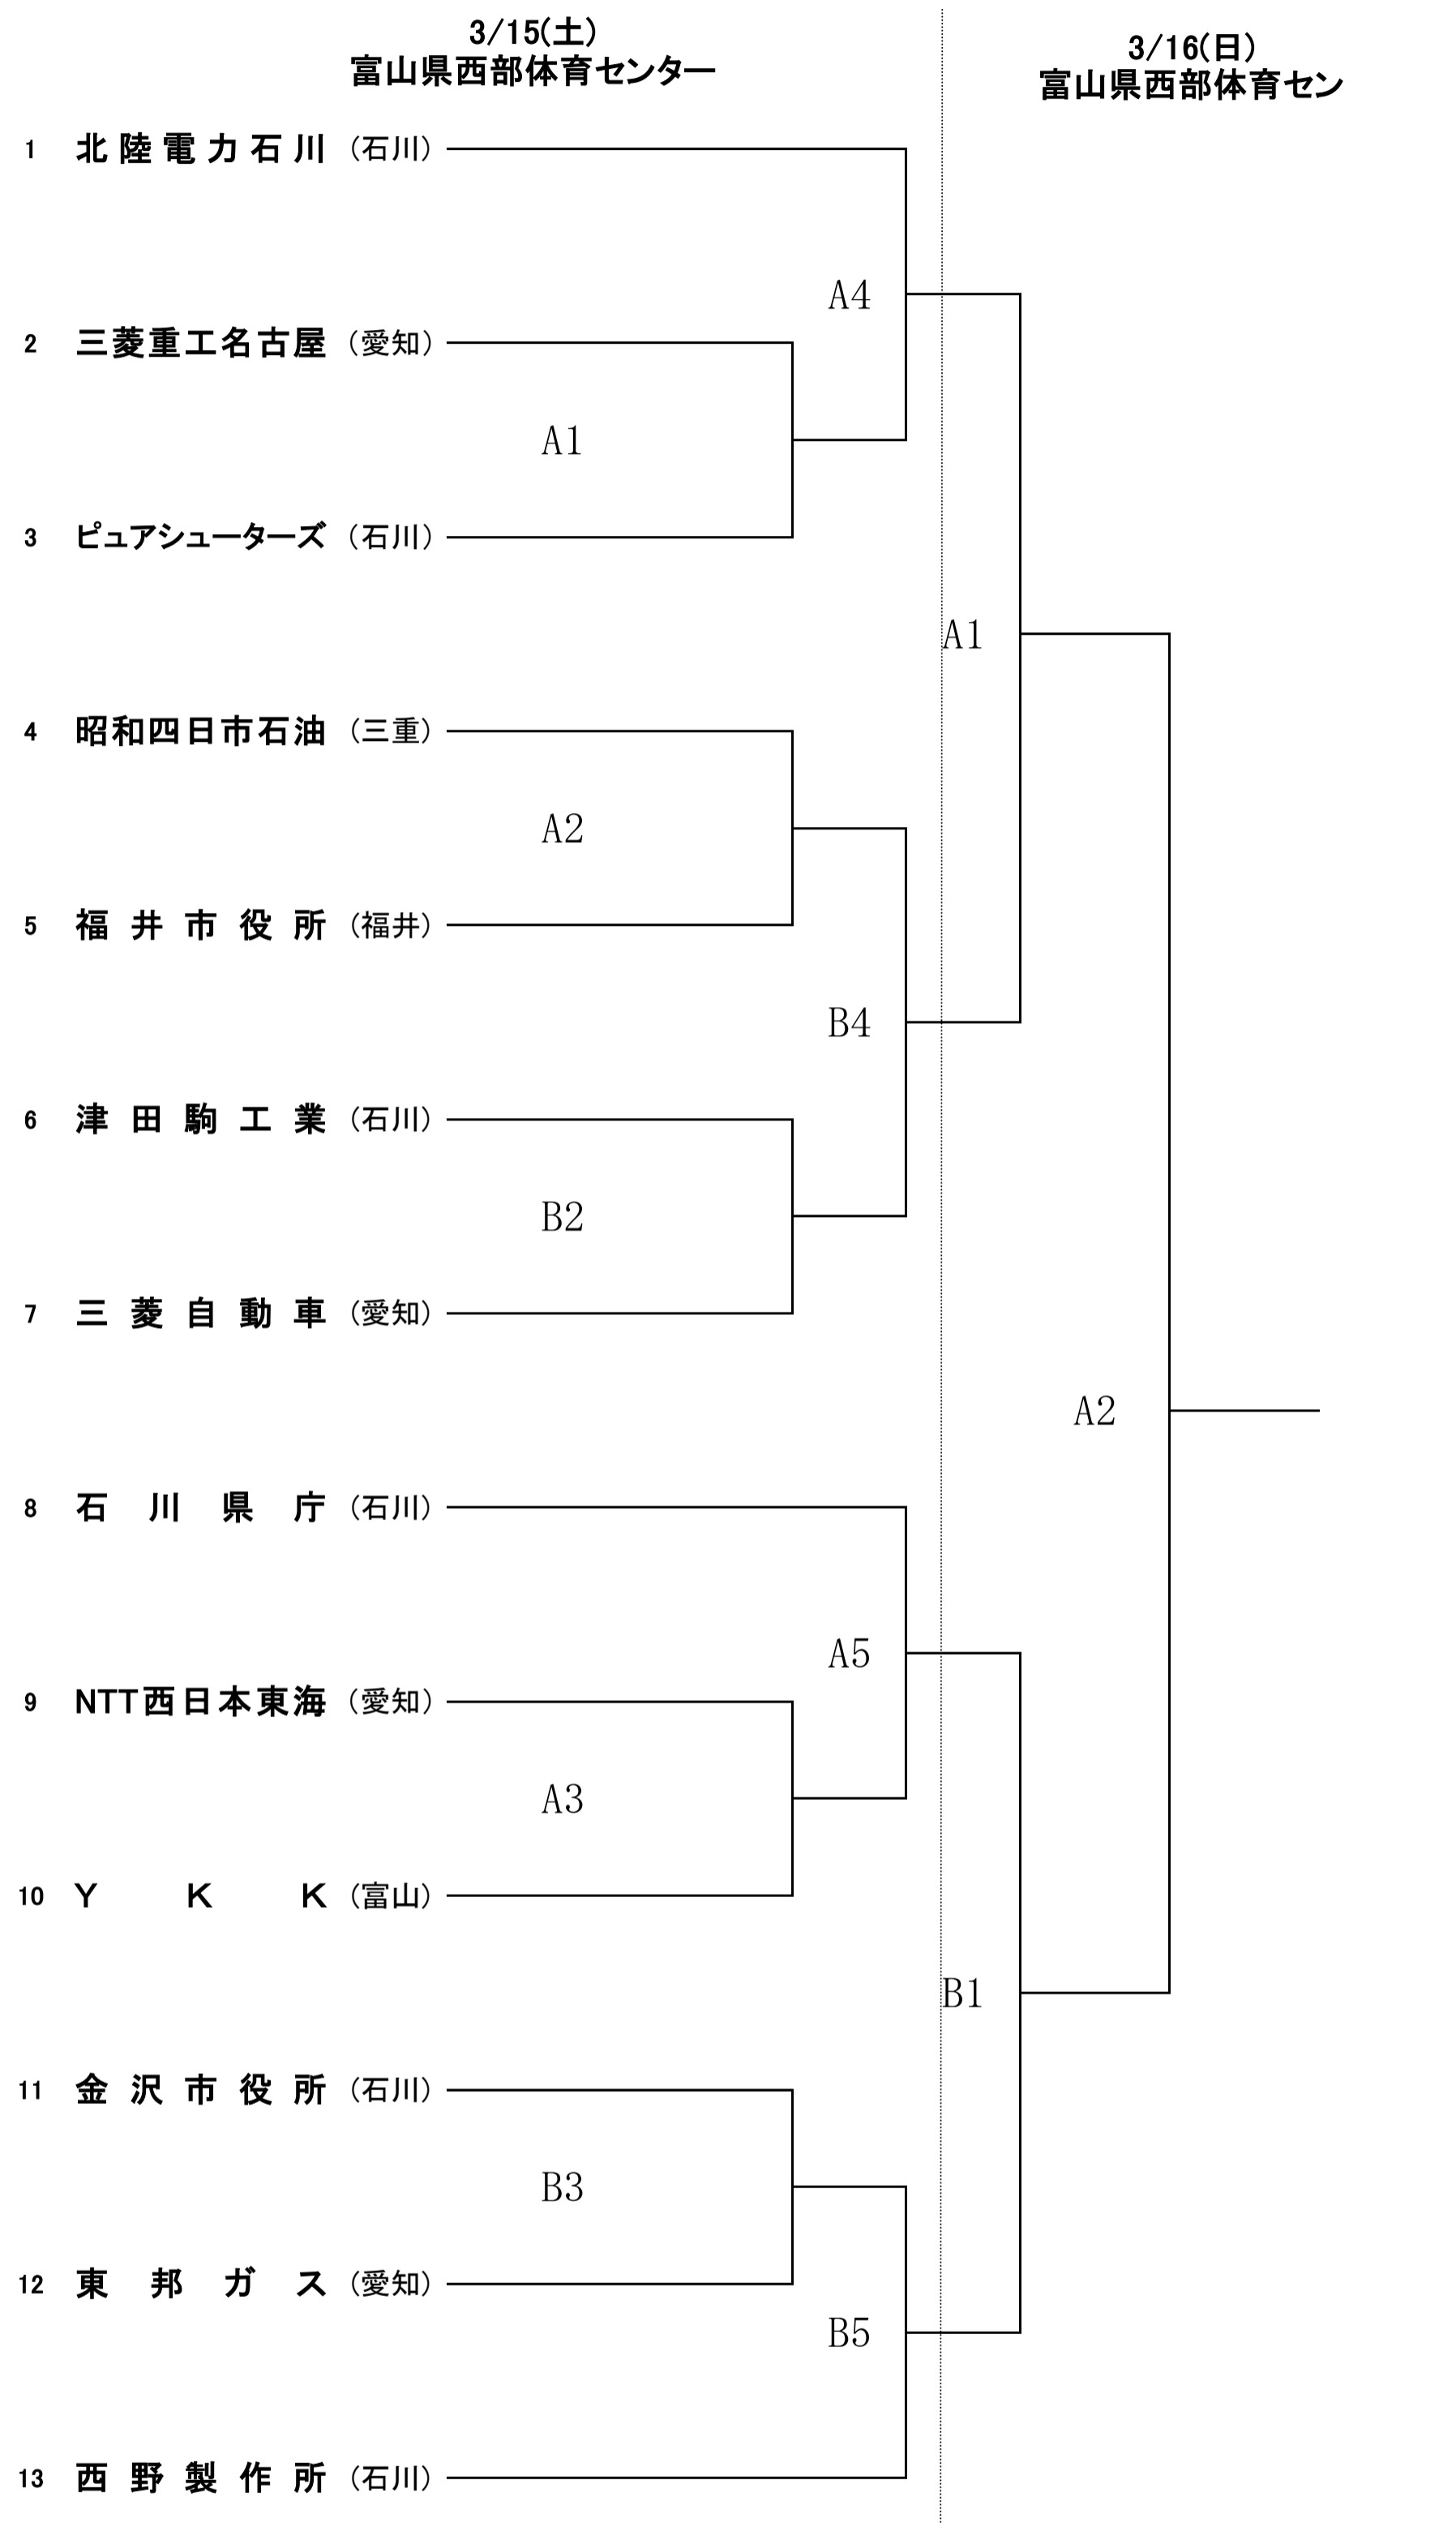 3/15(土)
富山県西部体育センター
3/16(日)
富山県西部体育セン
1 北陸電力石川 (石川)
A4
2 三菱重工名古屋 (愛知)
A1
3 ピュアシューターズ (石川)
A1
4 昭和四日市石油 (三重)
A2
5 福井市役所 (福井)
B4
6 津田駒工業 (石川)
B2
7 三菱自動車 (愛知)
A2
8 石川県庁 (石川)
A5
9 NTT西日本東海 (愛知)
A3
10 YKK (富山)
B1
11 金沢市役所 (石川)
B3
12 東邦ガス (愛知)
B5
13 西野製作所 (石川)